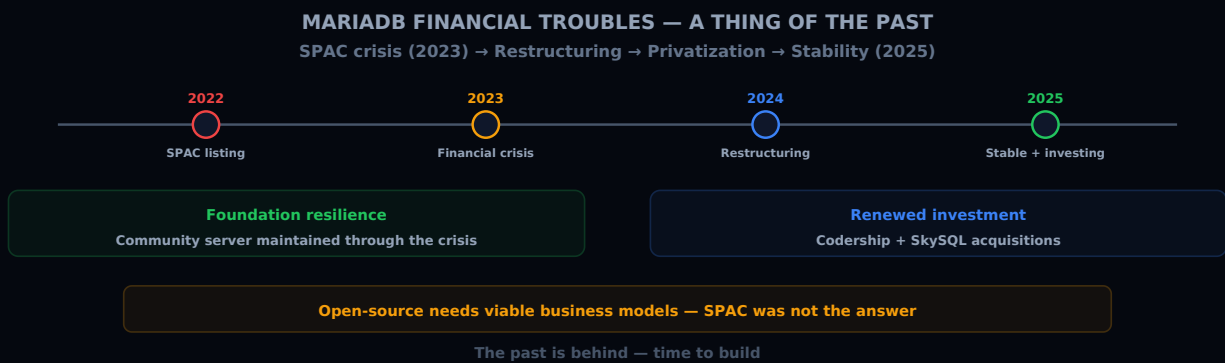 MARIADB FINANCIAL TROUBLES — A THING OF THE PAST
SPAC crisis (2023) → Restructuring → Privatization → Stability (2025)
2022
2023
2024
2025
SPAC listing
Financial crisis
Restructuring
Stable + investing
Foundation resilience
Community server maintained through the crisis
Renewed investment
Codership + SkySQL acquisitions
Open-source needs viable business models — SPAC was not the answer
The past is behind — time to build